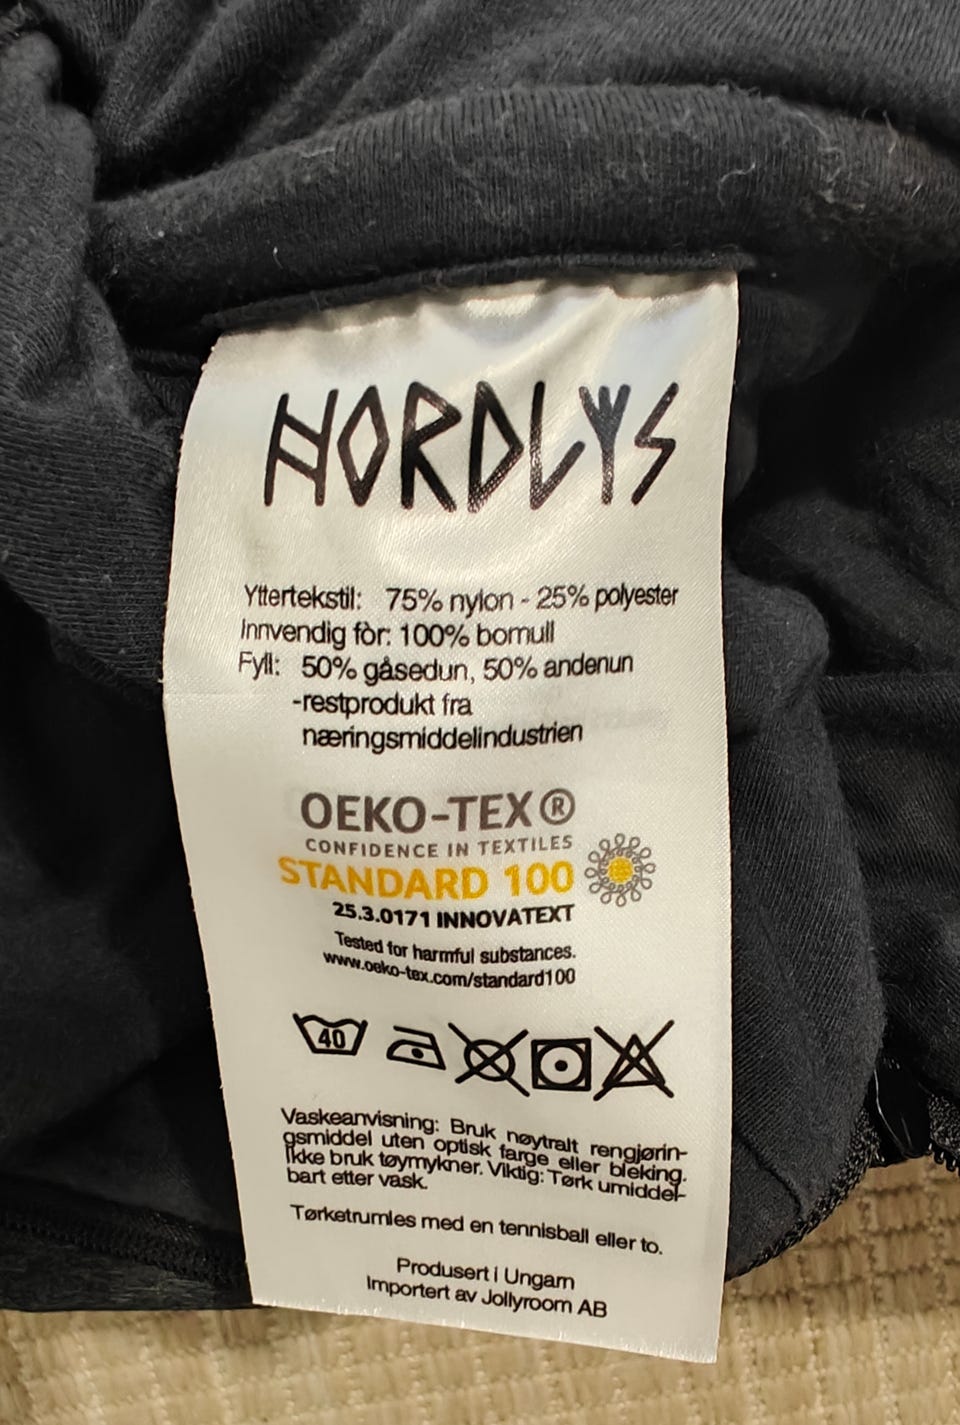 NORDLYS
Yttertekstil: 75% nylon - 25% polyester
Innvendig fòr: 100% bomull
Fyll: 50% gåsedun, 50% andenun
-restprodukt fra
næringsmiddelindustrien
OEKO-TEX®
CONFIDENCE IN TEXTILES
STANDARD 100
25.3.0171 INNOVATEXT
Tested for harmful substances.
www.oeko-tex.com/standard100
40
Vaskeanvisning: Bruk nøytralt rengjørin-
gsmiddel uten optisk farge eller bleking.
Ikke bruk tøymykner. Viktig: Tørk umiddel-
bart etter vask.
Tørketrumles med en tennisball eller to.
Produsert i Ungarn
Importert av Jollyroom AB